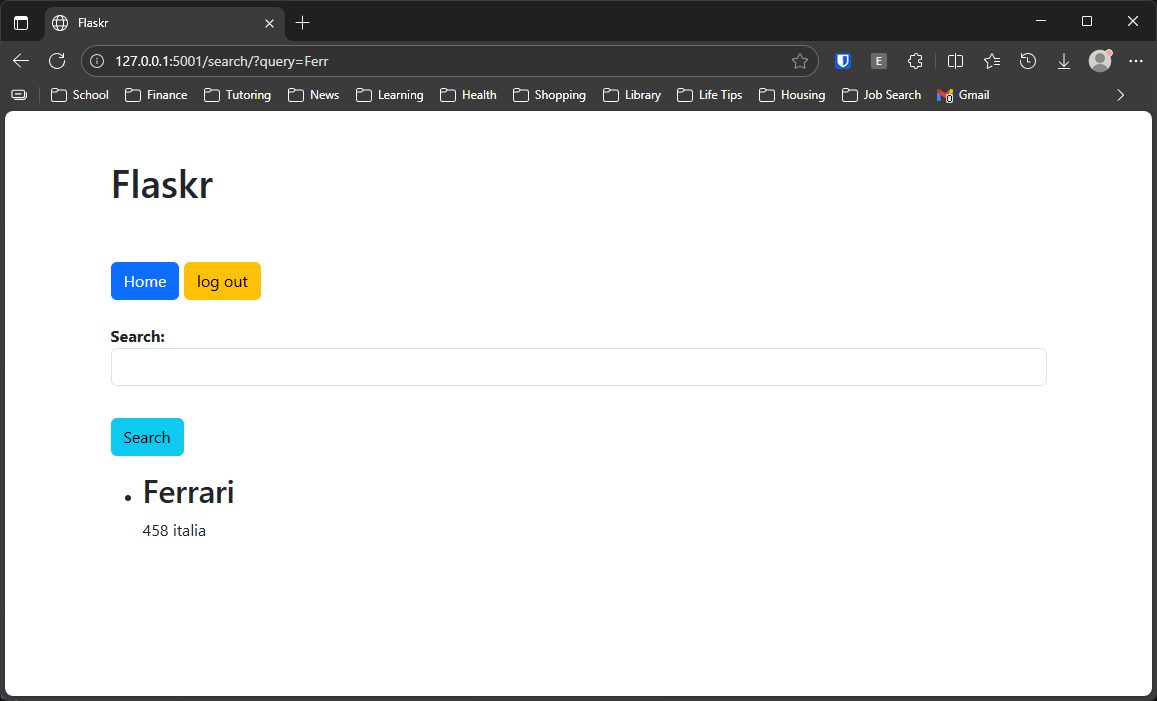 Flaskr
127.0.0.1:5001/search/?query=Ferr
E
School Finance Tutoring News Learning Health Shopping Library Life Tips Housing Job Search 0 Gmail
Flaskr
Home log out
Search:
Search
Ferrari
458 italia